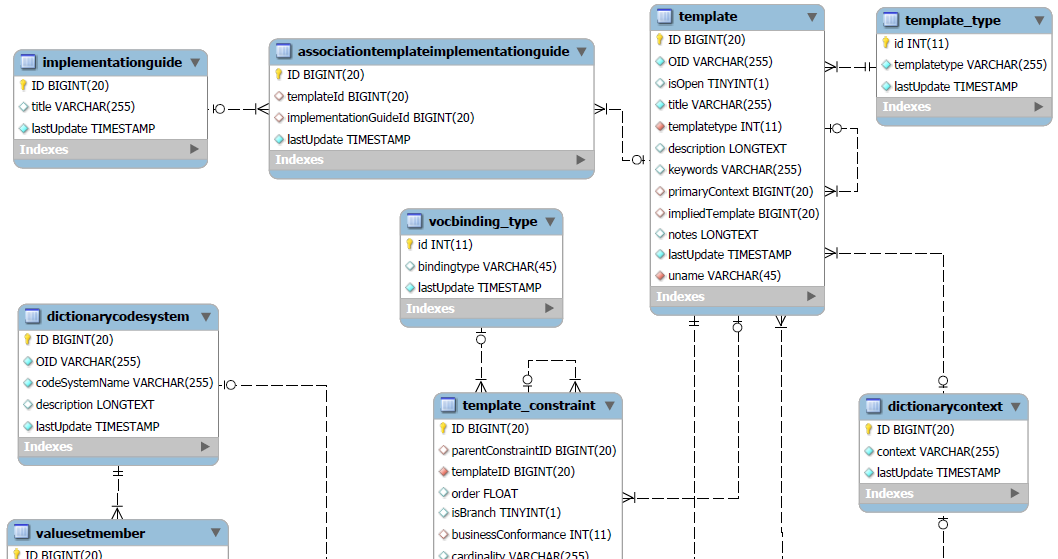 implementationguide
ID BIGINT(20)
title VARCHAR(255)
lastUpdate TIMESTAMP
Indexes
associationtemplateimplementationguide
ID BIGINT(20)
templateId BIGINT(20)
implementationGuideId BIGINT(20)
lastUpdate TIMESTAMP
Indexes
template
ID BIGINT(20)
OID VARCHAR(255)
isOpen TINYINT(1)
title VARCHAR(255)
templatetype INT(11)
description LONGTEXT
keywords VARCHAR(255)
primaryContext BIGINT(20)
impliedTemplate BIGINT(20)
notes LONGTEXT
lastUpdate TIMESTAMP
uname VARCHAR(45)
Indexes
template_type
id INT(11)
templatetype VARCHAR(255)
lastUpdate TIMESTAMP
Indexes
vocbinding_type
id INT(11)
bindingtype VARCHAR(45)
lastUpdate TIMESTAMP
Indexes
dictionarycodesystem
ID BIGINT(20)
OID VARCHAR(255)
codeSystemName VARCHAR(255)
description LONGTEXT
lastUpdate TIMESTAMP
Indexes
template_constraint
ID BIGINT(20)
parentConstraintID BIGINT(20)
templateID BIGINT(20)
order FLOAT
isBranch TINYINT(1)
businessConformance INT(11)
cardinality VARCHAR(255)
dictionarycontext
ID BIGINT(20)
context VARCHAR(255)
lastUpdate TIMESTAMP
Indexes
valuesetmember
ID BIGINT(20)